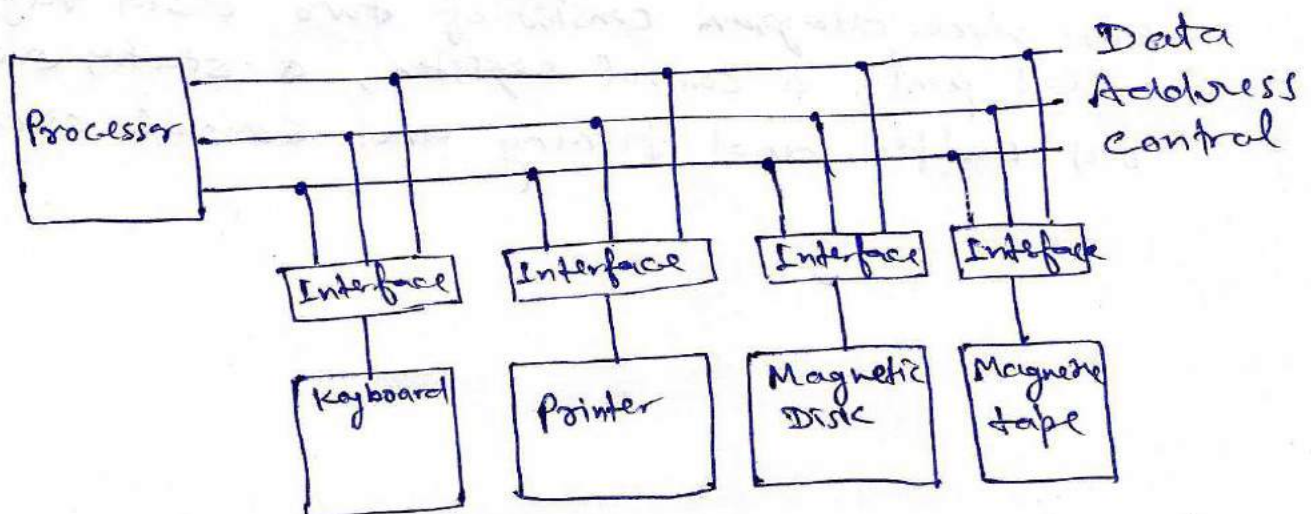 Data
Address
Control
Processor
Interface
Interface
Interface
Interface
Keyboard
Printer
Magnetic
Disk
Magnetic
tape